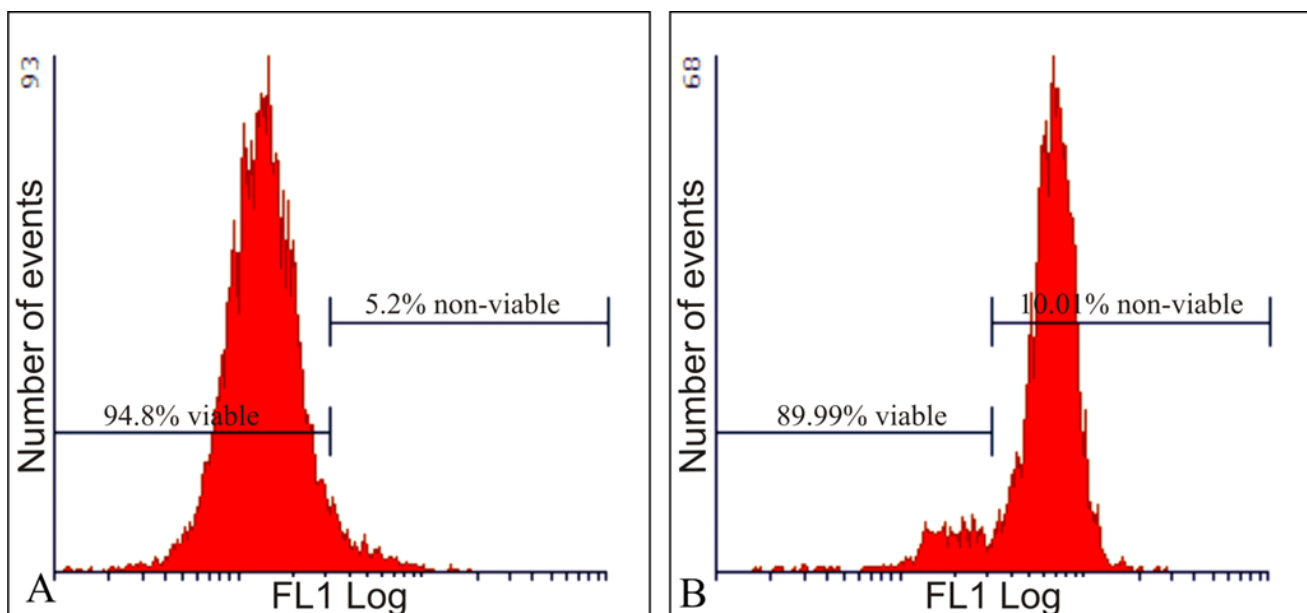 93
Number of events
5.2% non-viable
94.8% viable
A
FL1 Log
68
Number of events
10.01% non-viable
89.99% viable
B
FL1 Log